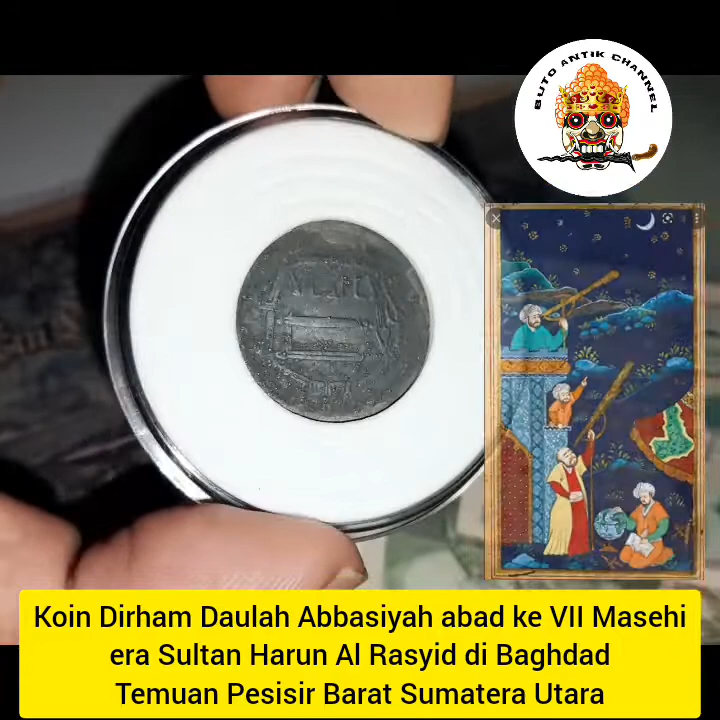 BUTO ANTIK CHANNEL
Koin Dirham Daulah Abbasiyah abad ke VII Masehi
era Sultan Harun Al Rasyid di Baghdad
Temuan Pesisir Barat Sumatera Utara